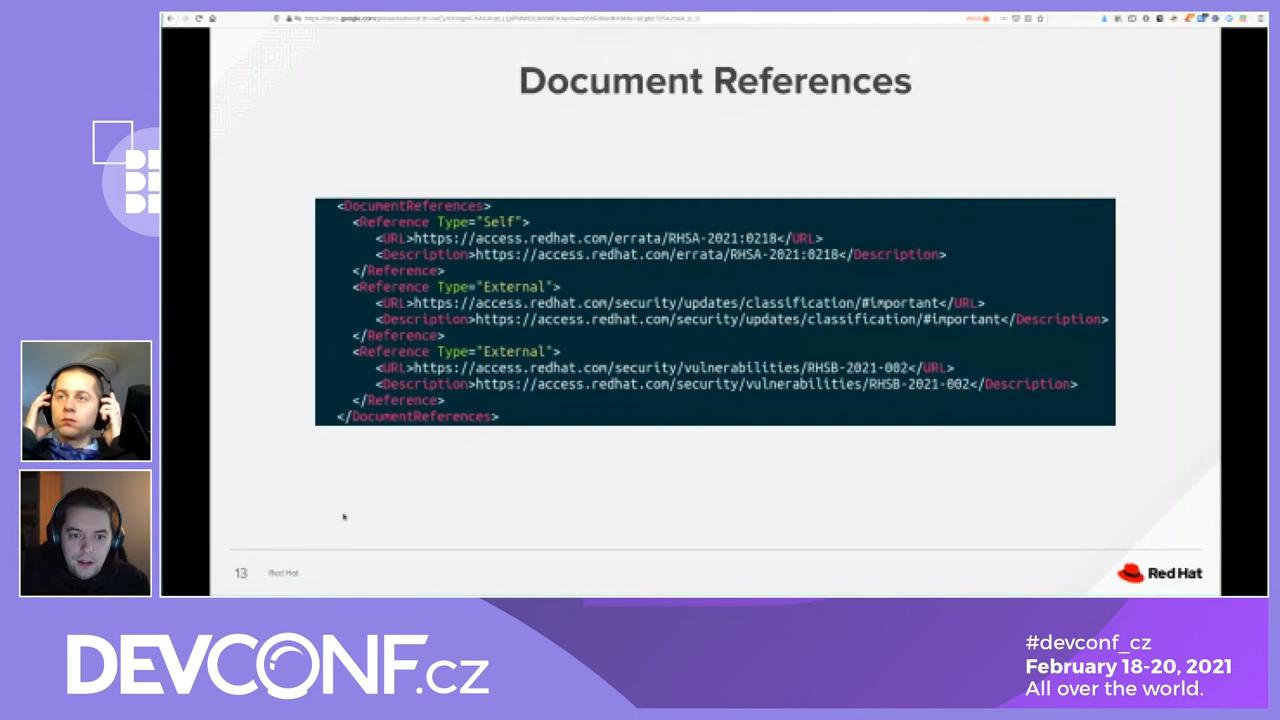 Document References
<DocumentReferences>
<Reference Type="Self">
<URL>https://access.redhat.com/errata/RHSA-2021:0218</URL>
<Description>https://access.redhat.com/errata/RHSA-2021:0218</Description>
</Reference>
<Reference Type="External">
<URL>https://access.redhat.com/security/updates/classification/#important</URL>
<Description>https://access.redhat.com/security/updates/classification/#important</Description>
</Reference>
<Reference Type="External">
<URL>https://access.redhat.com/security/vulnerabilities/RHSB-2021-002</URL>
<Description>https://access.redhat.com/security/vulnerabilities/RHSB-2021-002</Description>
</Reference>
</DocumentReferences>
13 Red Hat
Red Hat
DEVCONF.cz
#devconf_cz
February 18-20, 2021
All over the world.